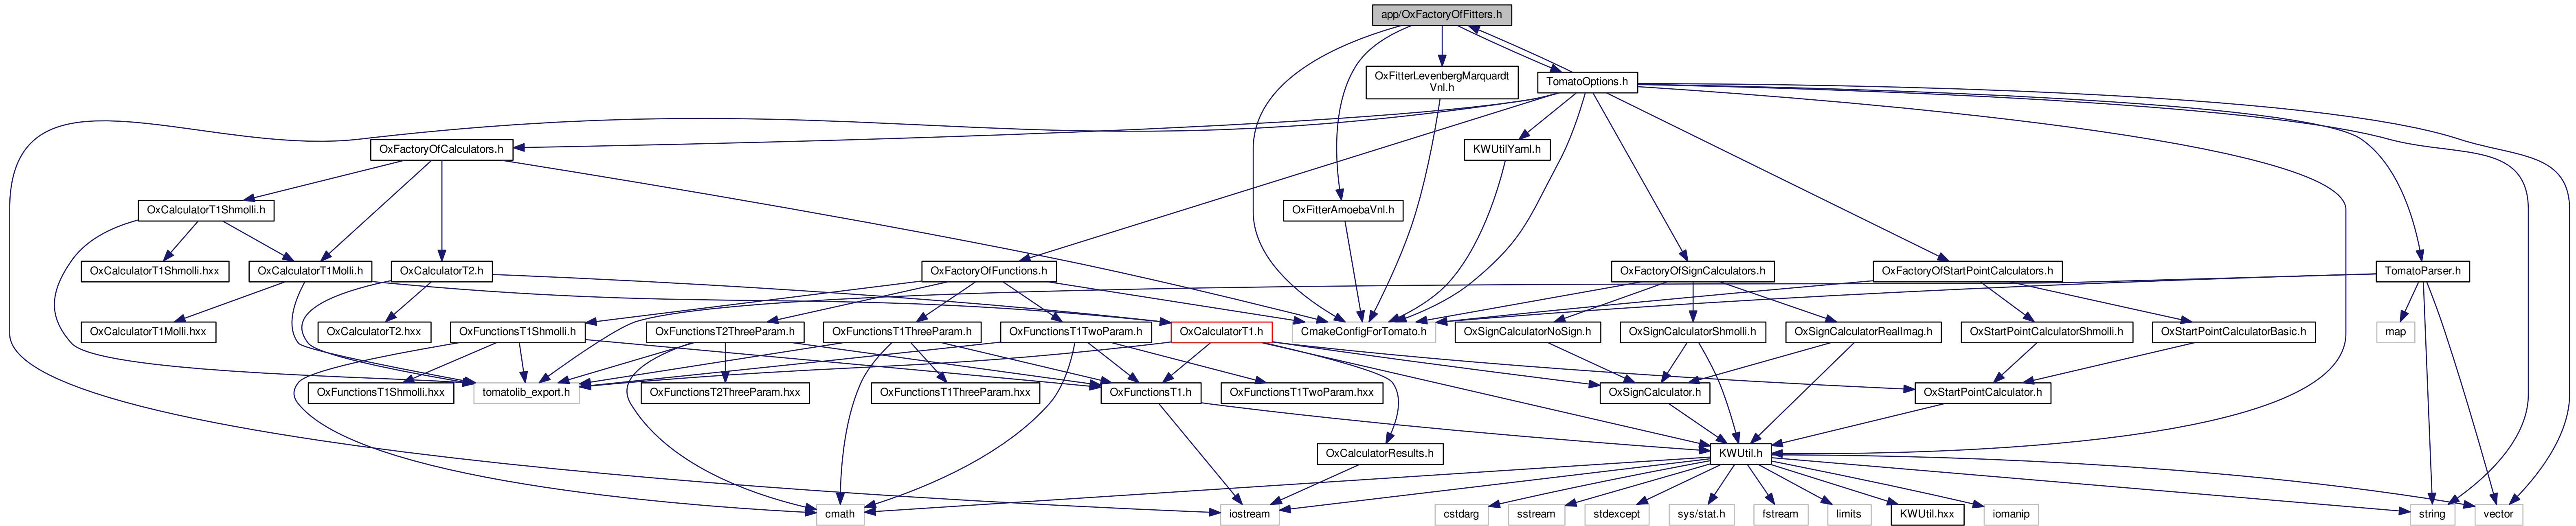 app/OxFactoryOfFitters.h
OxFitterLevenbergMarquardt
Vnl.h
TomatoOptions.h
OxFactoryOfCalculators.h
KWUtilYaml.h
OxCalculatorT1Shmolli.h
OxFitterAmoebaVnl.h
OxCalculatorT1Shmolli.hxx
OxCalculatorT1Molli.h
OxCalculatorT2.h
OxFactoryOfFunctions.h
OxFactoryOfSignCalculators.h
OxFactoryOfStartPointCalculators.h
TomatoParser.h
OxCalculatorT1Molli.hxx
OxCalculatorT2.hxx
OxFunctionsT1Shmolli.h
OxFunctionsT2ThreeParam.h
OxFunctionsT1ThreeParam.h
OxFunctionsT1TwoParam.h
OxCalculatorT1.h
CmakeConfigForTomato.h
OxSignCalculatorNoSign.h
OxSignCalculatorShmolli.h
OxSignCalculatorRealImag.h
OxStartPointCalculatorShmolli.h
OxStartPointCalculatorBasic.h
map
OxFunctionsT1Shmolli.hxx
tomatolib_export.h
OxFunctionsT2ThreeParam.hxx
OxFunctionsT1ThreeParam.hxx
OxFunctionsT1.h
OxFunctionsT1TwoParam.hxx
OxSignCalculator.h
OxStartPointCalculator.h
OxCalculatorResults.h
KWUtil.h
cmath
iostream
cstdarg
sstream
stdexcept
sys/stat.h
fstream
limits
KWUtil.hxx
iomanip
string
vector